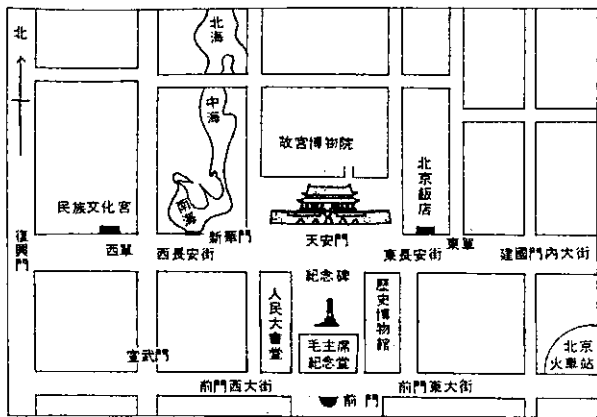 北
北海
中海
故宮博物院
北京飯店
民族文化宮
南海
新華門
天安門
東單
復興門
西單
西長安街
東長安街
建國門內大街
紀念碑
人民大會堂
歷史博物館
毛主席
紀念堂
宣武門
北京
火車站
前門西大街
前門東大街
前門